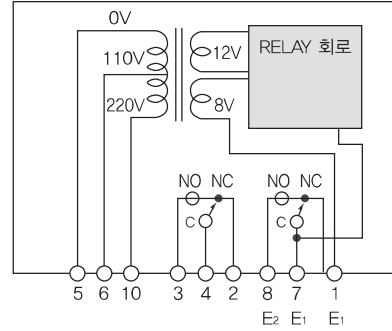 0V
110V
220V
12V
8V
RELAY 회로
NO NC
C
NO NC
C
5 6 10 3 4 2 8 7 1
E2 E1 E1